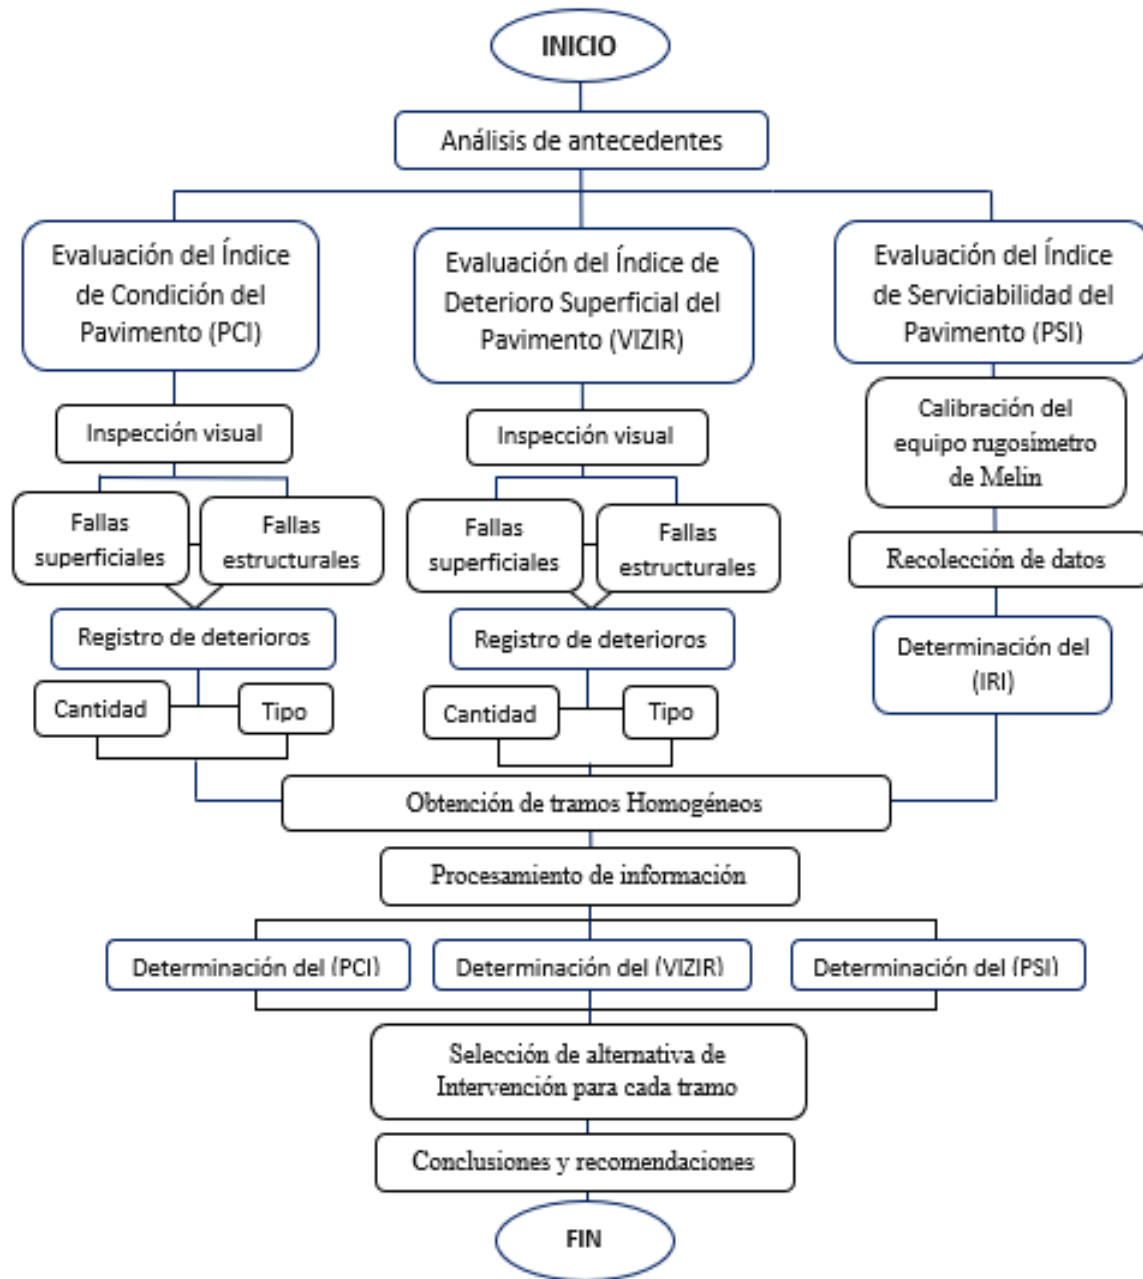 INICIO
Análisis de antecedentes
Evaluación del Índice
de Condición del
Pavimento (PCI)
Evaluación del Índice de
Deterioro Superficial del
Pavimento (VIZIR)
Evaluación del Índice
de Serviciabilidad del
Pavimento (PSI)
Inspección visual
Inspección visual
Calibración del
equipo rugosímetro
de Melin
Fallas
superficiales
Fallas
estructurales
Fallas
superficiales
Fallas
estructurales
Recolección de datos
Registro de deterioros
Registro de deterioros
Determinación del
(IRI)
Cantidad
Tipo
Cantidad
Tipo
Obtención de tramos Homogéneos
Procesamiento de información
Determinación del (PCI)
Determinación del (VIZIR)
Determinación del (PSI)
Selección de alternativa de
Intervención para cada tramo
Conclusiones y recomendaciones
FIN